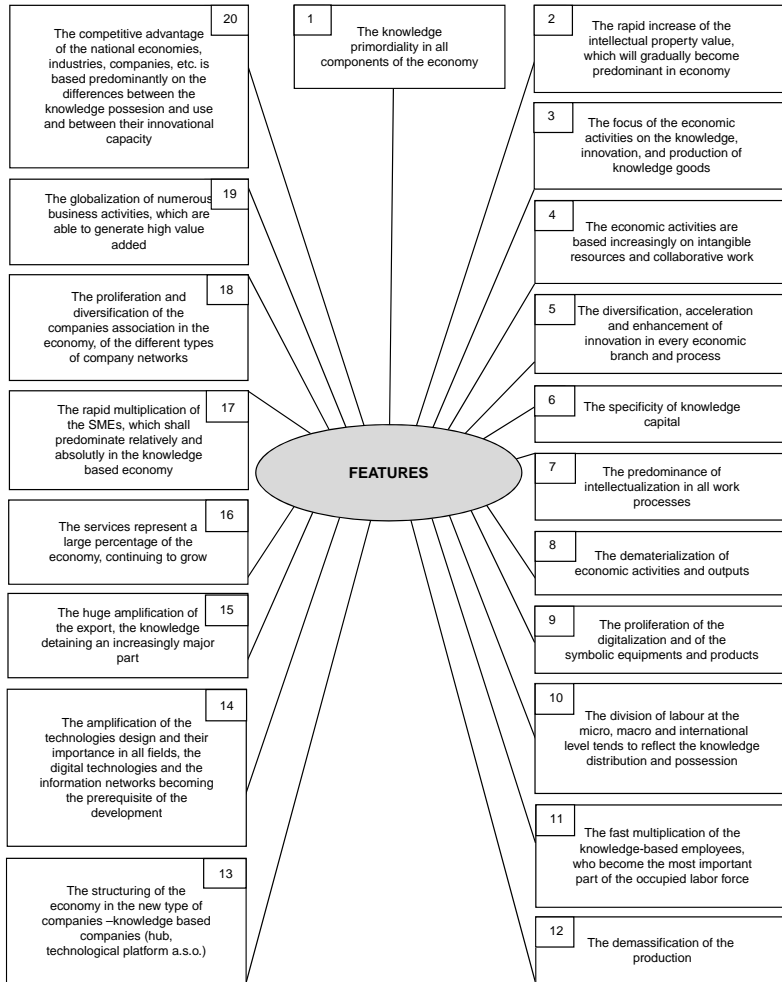 1
The knowledge
primordiality in all
components of the economy
2
The rapid increase of the
intellectual property value,
which will gradually become
predominant in economy
3
The focus of the economic
activities on the knowledge,
innovation, and production of
knowledge goods
4
The economic activities are
based increasingly on intangible
resources and collaborative work
5
The diversification, acceleration
and enhancement of
innovation in every economic
branch and process
6
The specificity of knowledge
capital
7
The predominance of
intellectualization in all work
processes
8
The dematerialization of
economic activities and outputs
9
The proliferation of the
digitalization and of the
symbolic equipments and products
10
The division of labour at the
micro, macro and international
level tends to reflect the knowledge
distribution and possession
11
The fast multiplication of the
knowledge-based employees,
who become the most important
part of the occupied labor force
12
The demassification of the
production
13
The structuring of the
economy in the new type of
companies –knowledge based
companies (hub,
technological platform a.s.o.)
14
The amplification of the
technologies design and their
importance in all fields, the
digital technologies and the
information networks becoming
the prerequisite of the
development
15
The huge amplification of
the export, the knowledge
detaining an increasingly major
part
16
The services represent a
large percentage of the
economy, continuing to grow
17
The rapid multiplication of
the SMEs, which shall
predominate relatively and
absolutly in the knowledge
based economy
18
The proliferation and
diversification of the
companies association in the
economy, of the different types
of company networks
19
The globalization of numerous
business activities, which are
able to generate high value
added
20
The competitive advantage
of the national economies,
industries, companies, etc. is
based predominantly on the
differences between the
knowledge possesion and use
and between their innovational
capacity
FEATURES